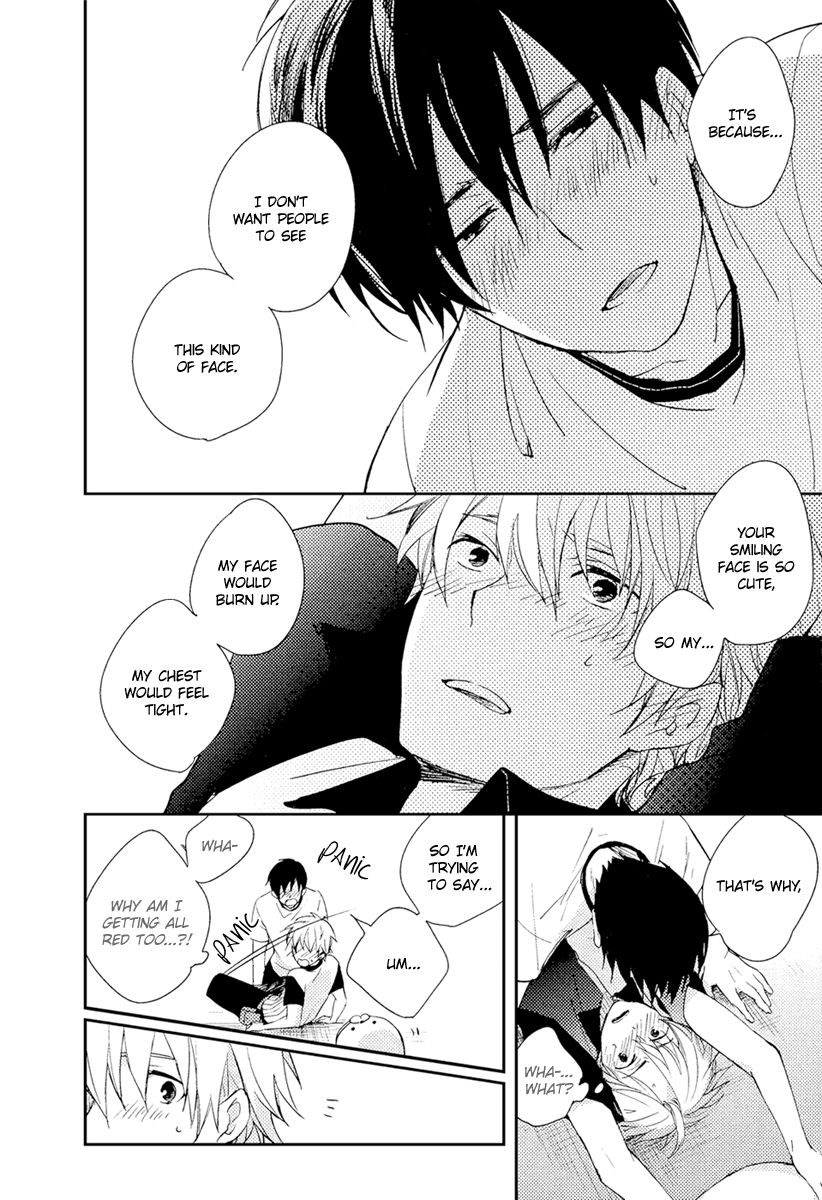 IT'S
BECAUSE...
I DON'T
WANT PEOPLE
TO SEE
THIS KIND
OF FACE.
YOUR
SMILING
FACE IS SO
CUTE,
SO MY...
MY FACE
WOULD
BURN UP.
MY CHEST
WOULD FEEL
TIGHT.
THAT'S WHY,
WHA-...
WHAT?
SO I'M
TRYING
TO SAY...
UM...
PANIC
PANIC
WHA-
WHY AM I
GETTING ALL
RED TOO...?!